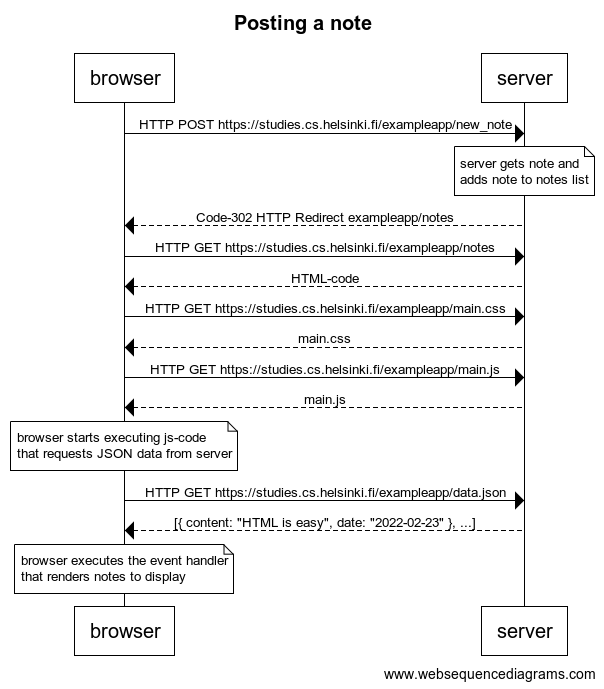 Posting a note
browser
server
HTTP POST https://studies.cs.helsinki.fi/exampleapp/new_note
server gets note and
adds note to notes list
Code-302 HTTP Redirect exampleapp/notes
HTTP GET https://studies.cs.helsinki.fi/exampleapp/notes
HTML-code
HTTP GET https://studies.cs.helsinki.fi/exampleapp/main.css
main.css
HTTP GET https://studies.cs.helsinki.fi/exampleapp/main.js
main.js
browser starts executing js-code
that requests JSON data from server
HTTP GET https://studies.cs.helsinki.fi/exampleapp/data.json
[{ content: "HTML is easy", date: "2022-02-23" }, ...]
browser executes the event handler
that renders notes to display
browser
server
www.websequencediagrams.com